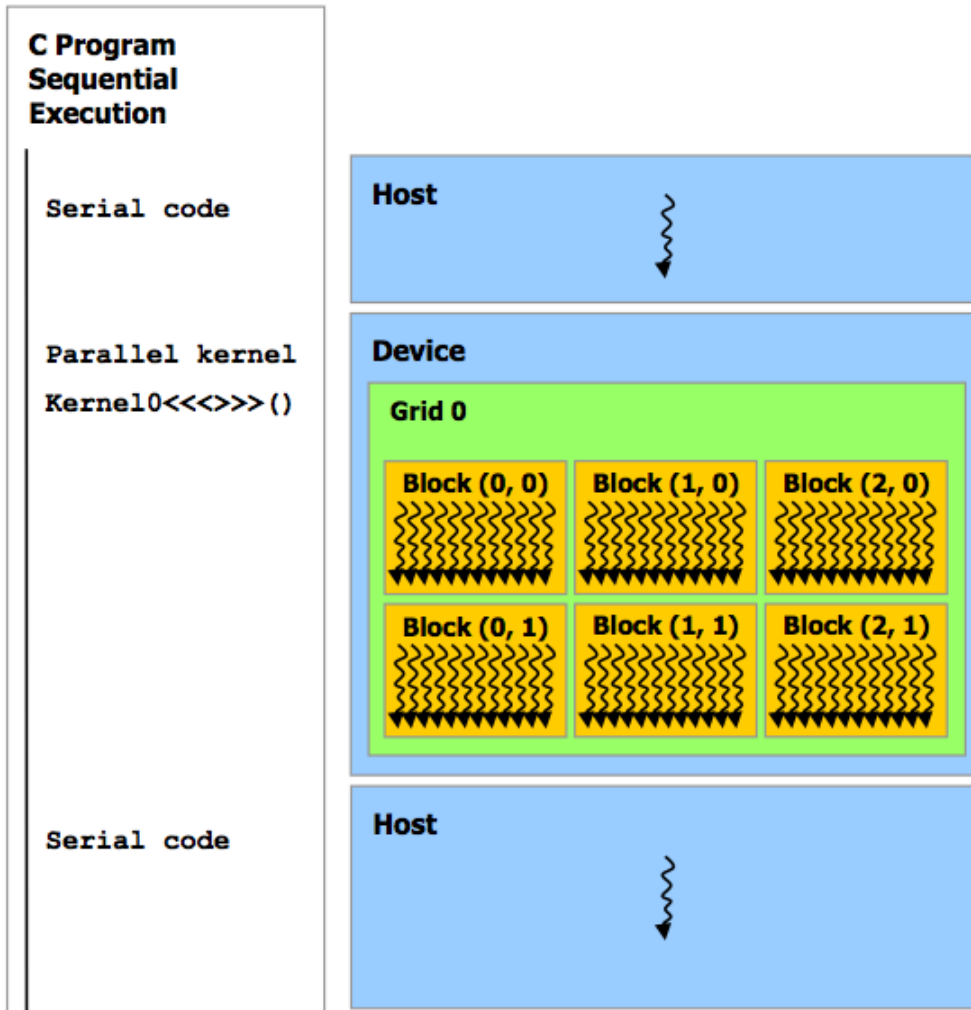 C Program
Sequential
Execution
Serial code
Host
Parallel kernel
Kernel0<<<>>>()
Device
Grid 0
Block (0, 0)
Block (1, 0)
Block (2, 0)
Block (0, 1)
Block (1, 1)
Block (2, 1)
Serial code
Host